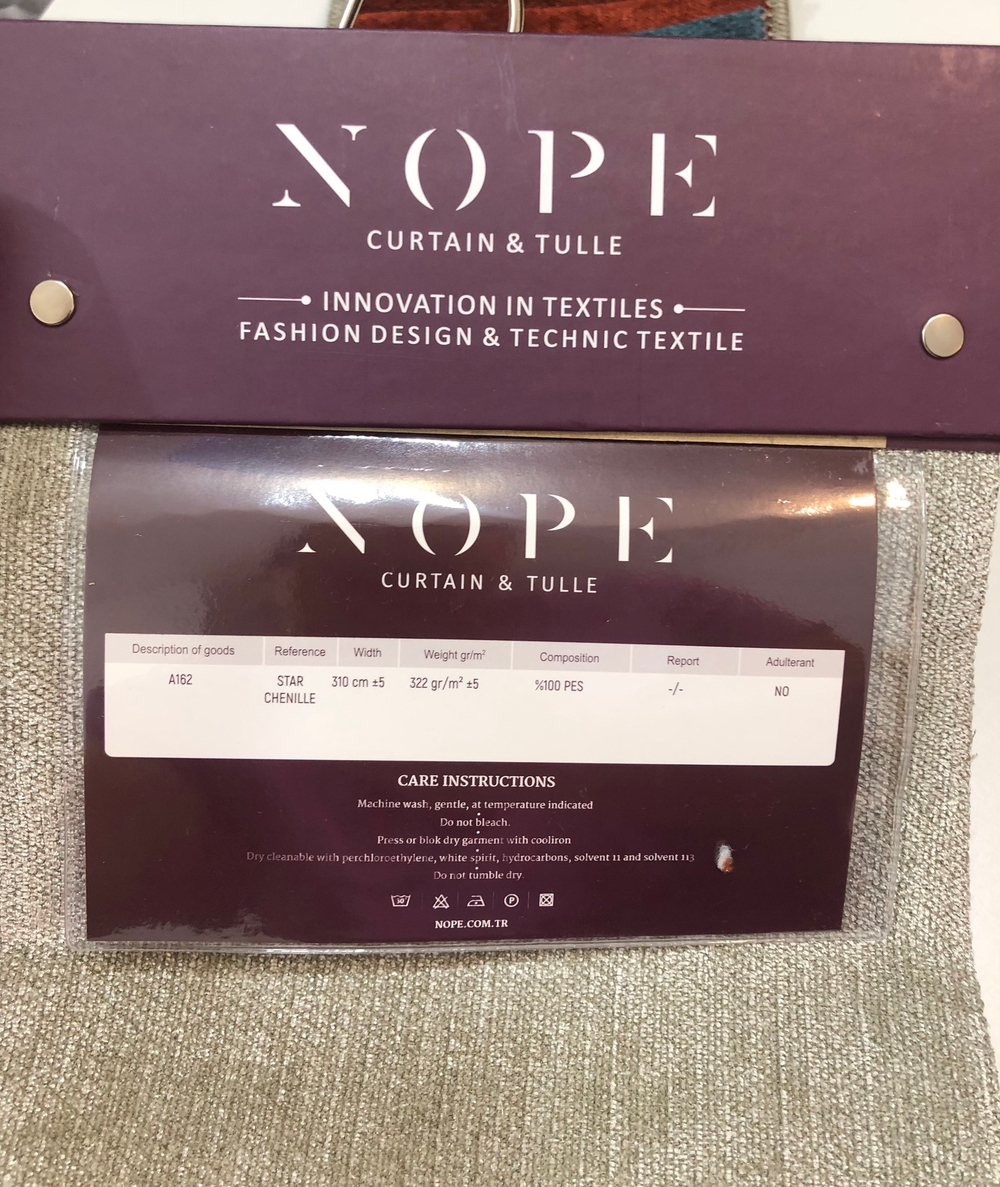 NOPE
CURTAIN & TULLE
INNOVATION IN TEXTILES
FASHION DESIGN & TECHNIC TEXTILE
NOPE
CURTAIN & TULLE
Description of goods Reference Width Weight gr/m² Composition Report Adulterant
A162 STAR CHENILLE 310 cm ±5 322 gr/m² ±5 %100 PES -/- NO
CARE INSTRUCTIONS
Machine wash, gentle, at temperature indicated
Do not bleach.
Press or blok dry garment with cooliron
Dry cleanable with perchloroethylene, white spirit, hydrocarbons, solvent 11 and solvent 113
Do not tumble dry.
30° P
NOPE.COM.TR